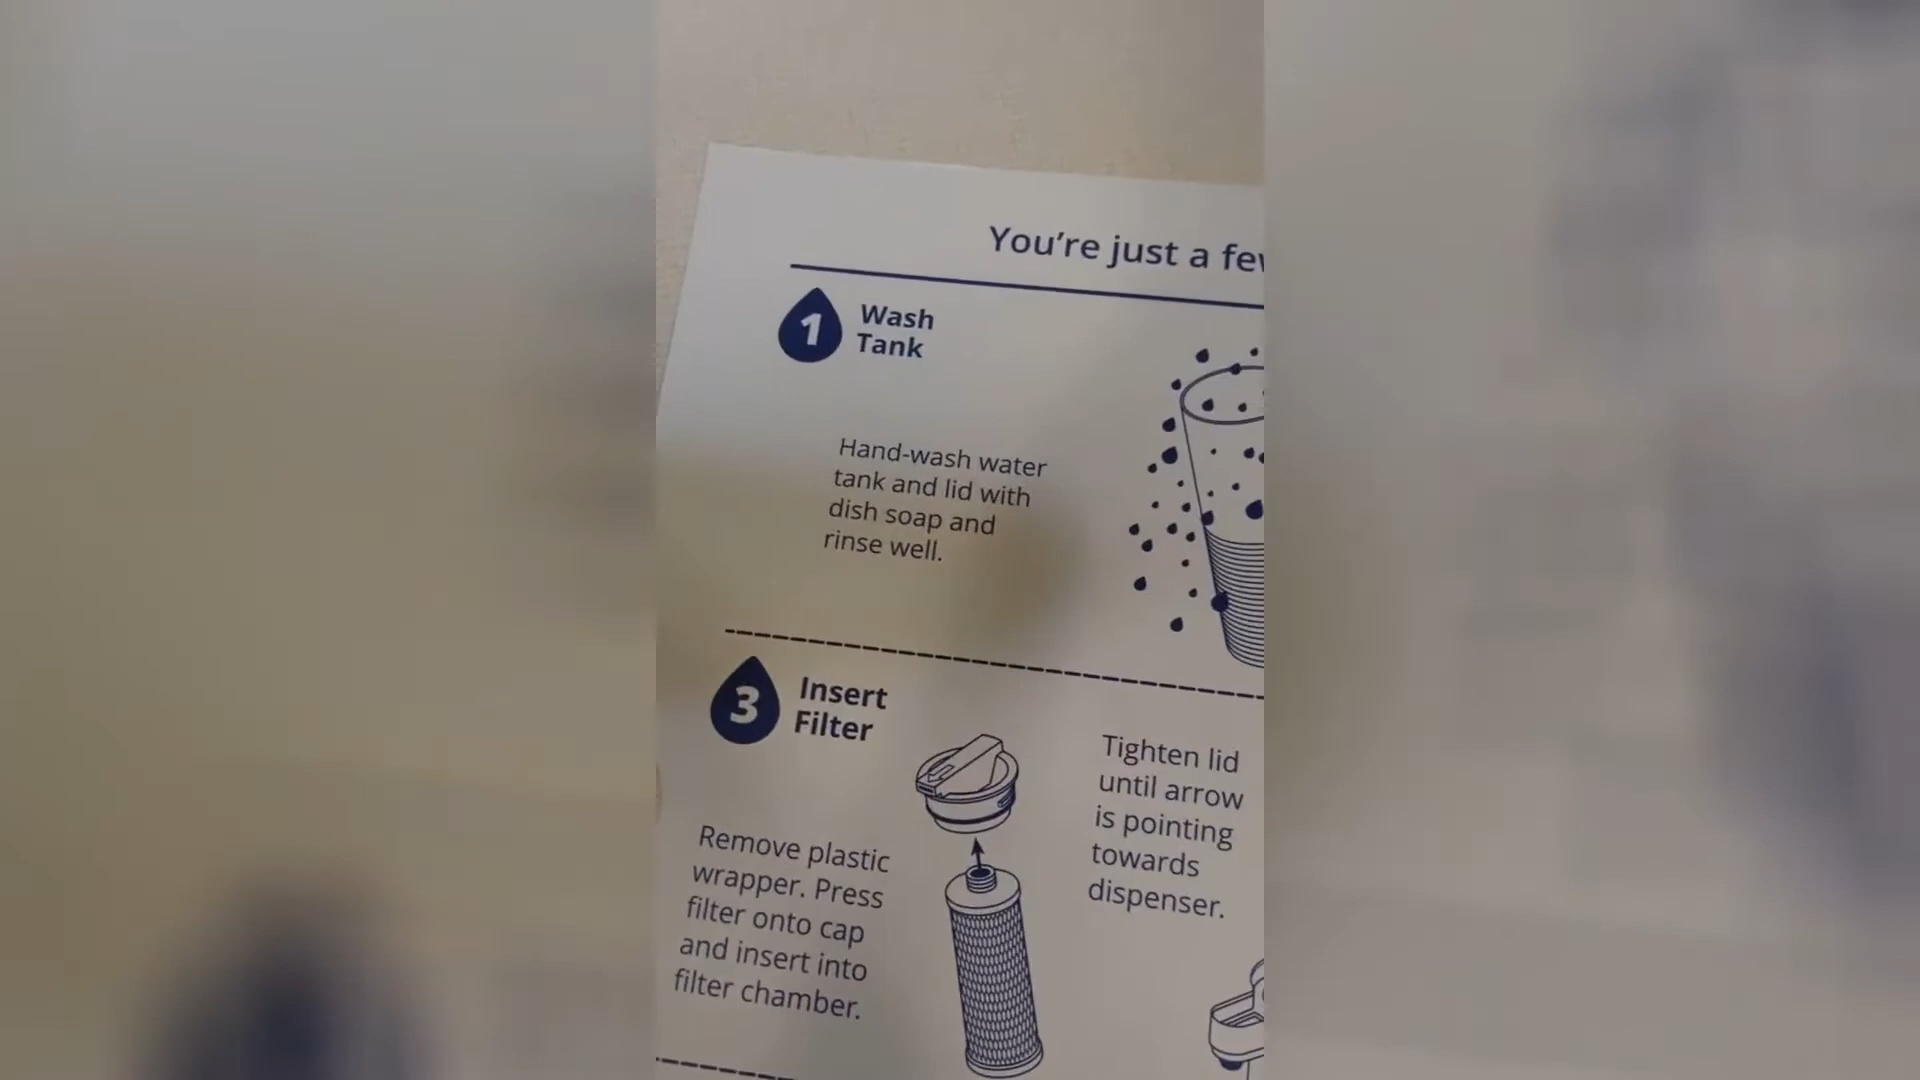 You're just a
1
Wash
Tank
Hand-wash water
tank and lid with
dish soap and
rinse well.
3
Insert
Filter
Remove plastic
wrapper. Press
filter onto cap
and insert into
filter chamber.
Tighten lid
until arrow
is pointing
towards
dispenser.